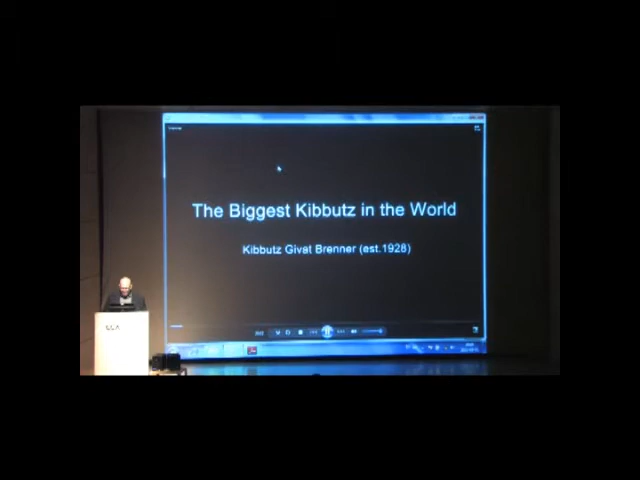 The Biggest Kibbutz in the World
Kibbutz Givat Brenner (est.1928)